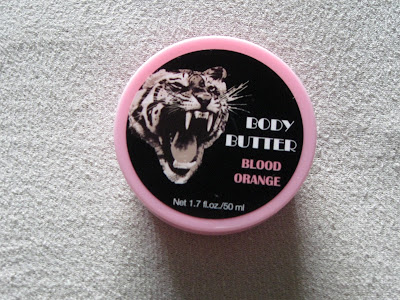 BODY
BUTTER
BLOOD
ORANGE
Net 1.7 fl.oz./50 ml